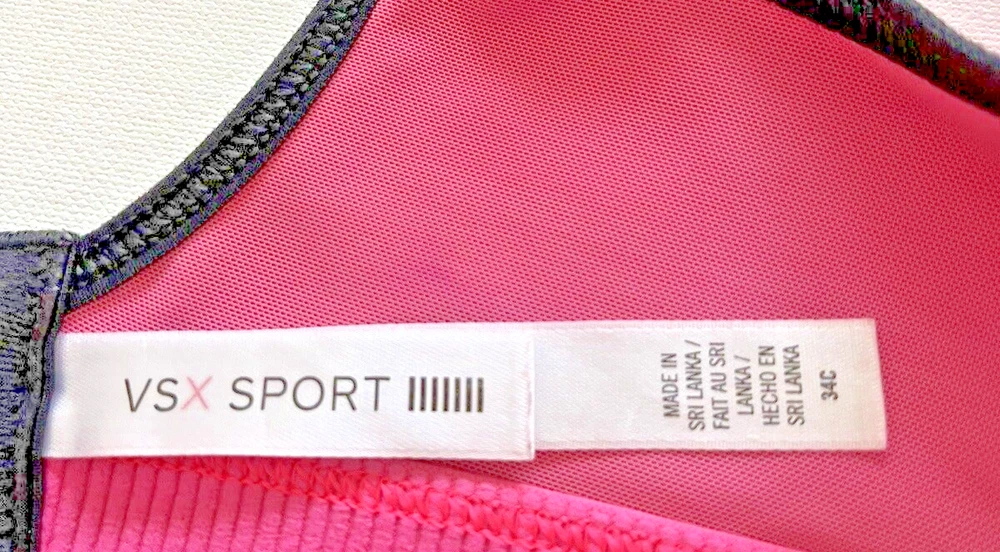 VSX SPORT
MADE IN
SRI LANKA /
FAIT AU SRI
LANKA /
HECHO EN
SRI LANKA
34C